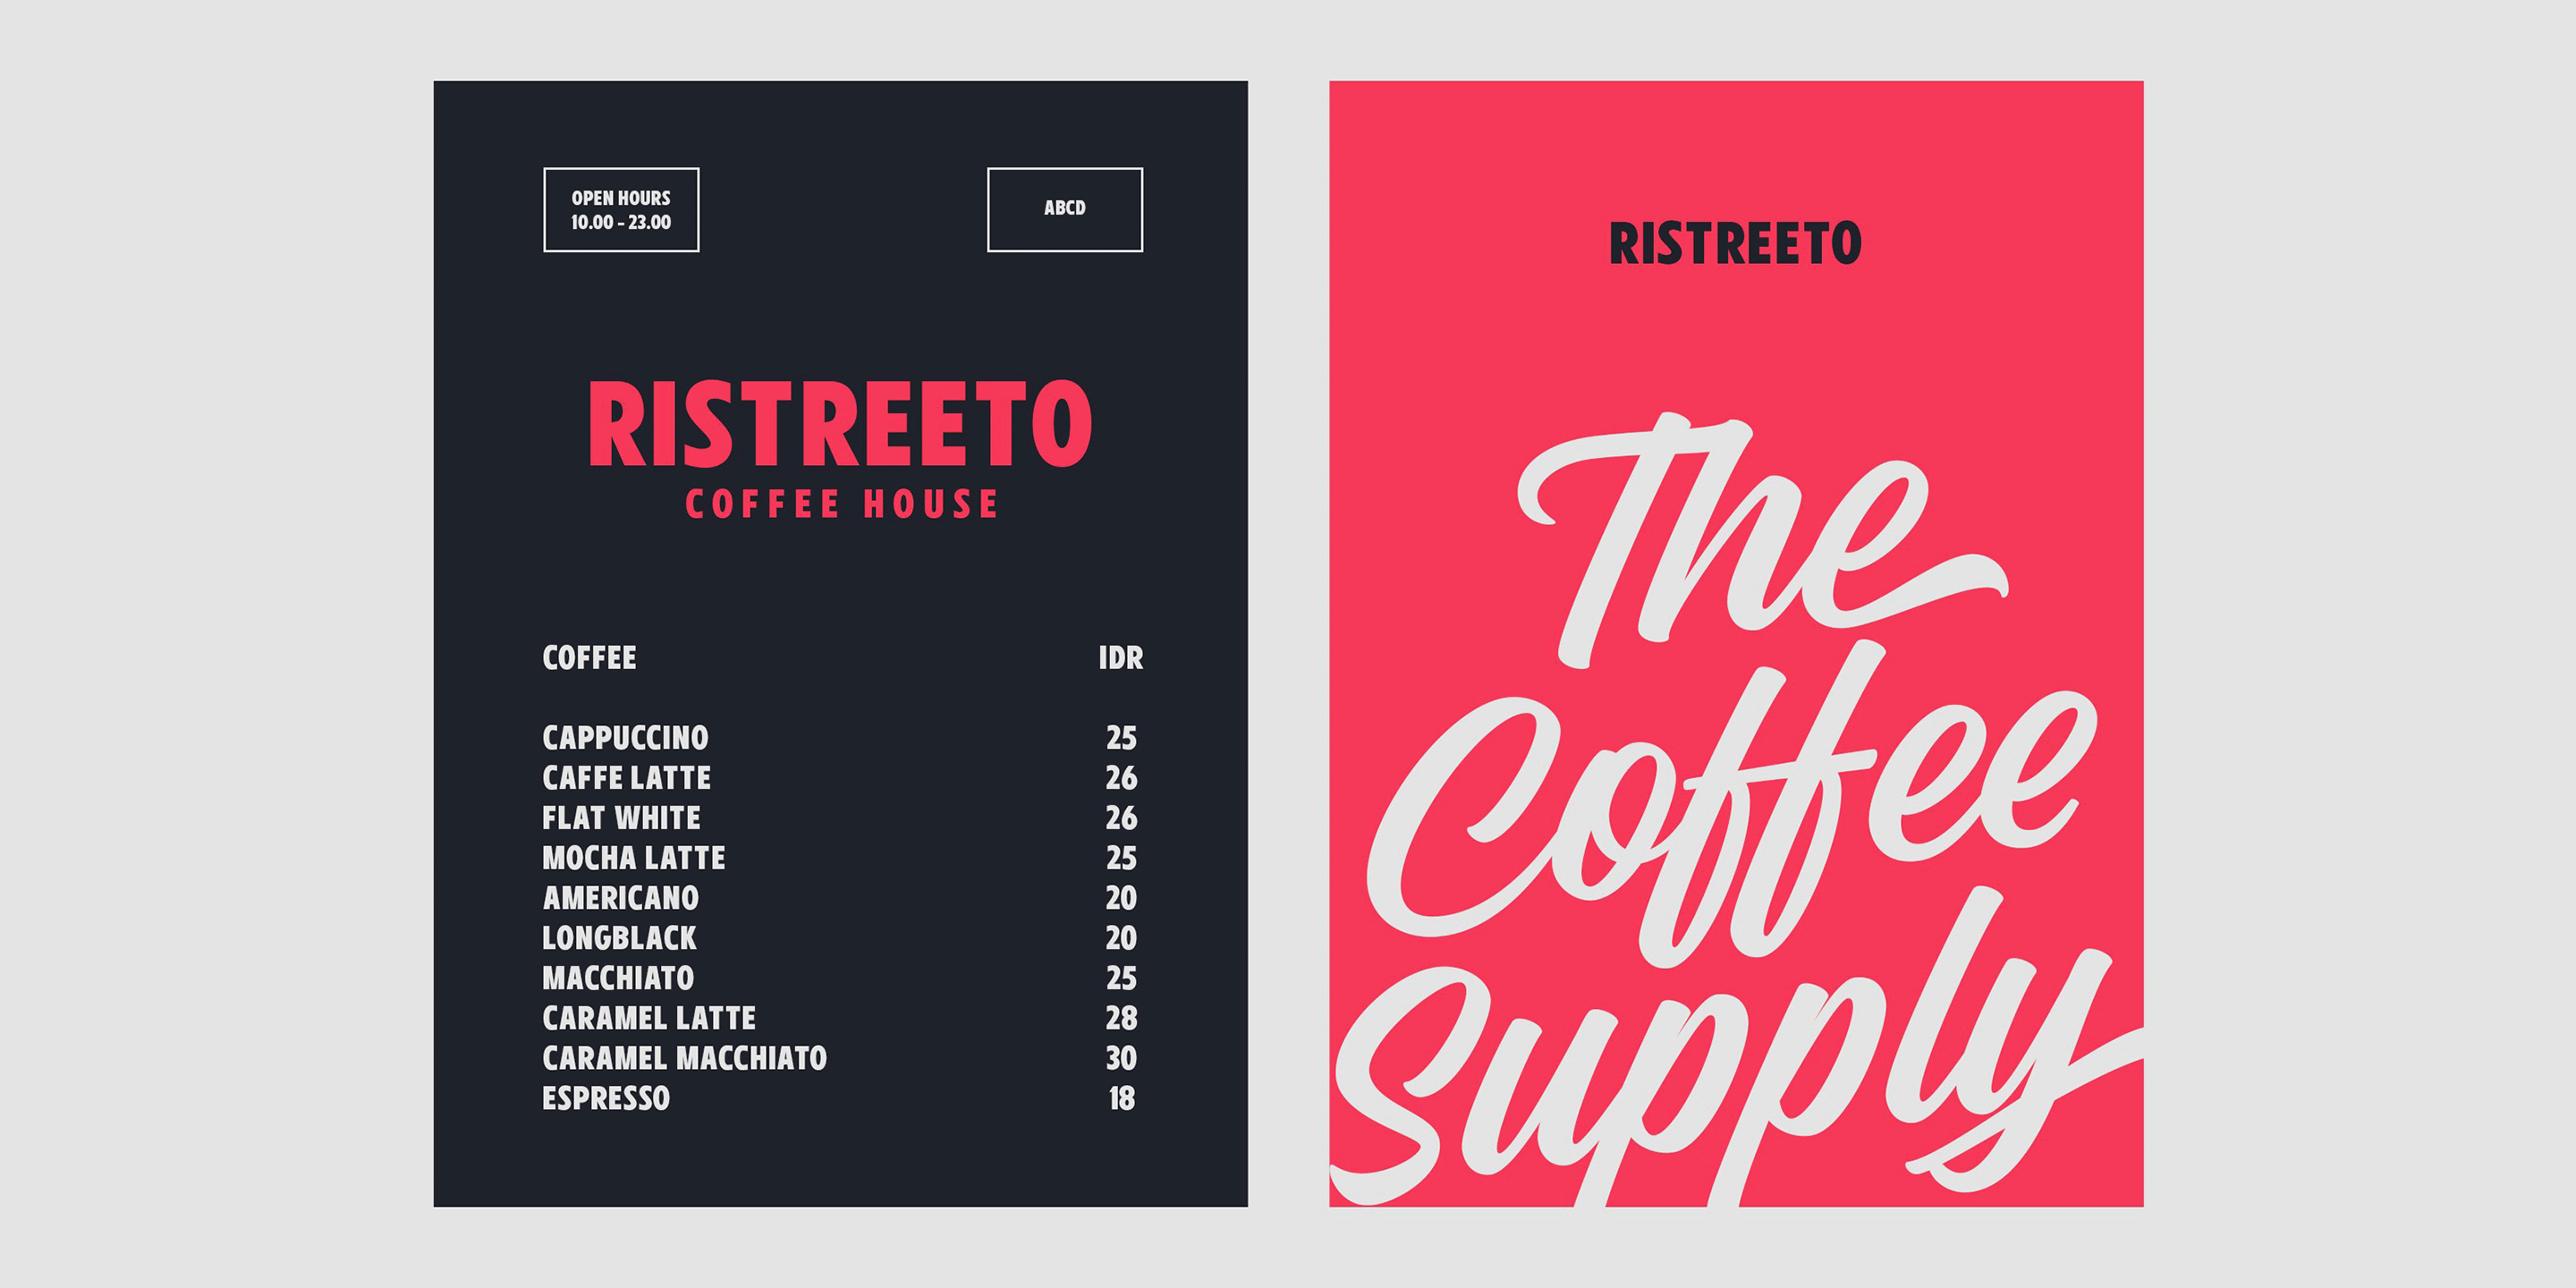 OPEN HOURS
10.00 - 23.00
ABCD
RISTREETO
COFFEE HOUSE
COFFEE IDR
CAPPUCCINO 25
CAFFE LATTE 26
FLAT WHITE 26
MOCHA LATTE 25
AMERICANO 20
LONGBLACK 20
MACCHIATO 25
CARAMEL LATTE 28
CARAMEL MACCHIATO 30
ESPRESSO 18
RISTREETO
The
Coffee
Supply